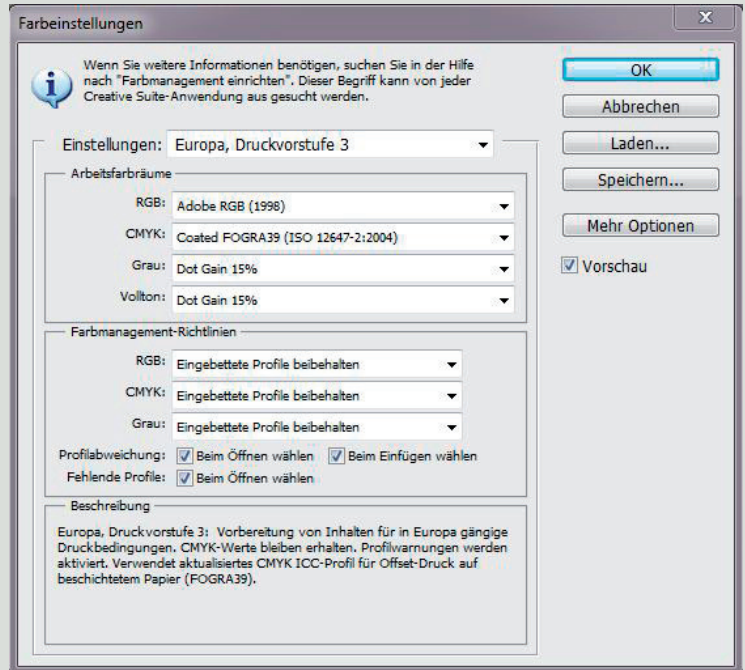 Farbeinstellungen
x
Wenn Sie weitere Informationen benötigen, suchen Sie in der Hilfe
nach "Farbmanagement einrichten". Dieser Begriff kann von jeder
Creative Suite-Anwendung aus gesucht werden.
OK
Abbrechen
Laden...
Speichern...
Mehr Optionen
Vorschau
Einstellungen: Europa, Druckvorstufe 3
Arbeitsfarbräume
RGB: Adobe RGB (1998)
CMYK: Coated FOGRA39 (ISO 12647-2:2004)
Grau: Dot Gain 15%
Vollton: Dot Gain 15%
Farbmanagement-Richtlinien
RGB: Eingebettete Profile beibehalten
CMYK: Eingebettete Profile beibehalten
Grau: Eingebettete Profile beibehalten
Profilabweichung: Beim Öffnen wählen Beim Einfügen wählen
Fehlende Profile: Beim Öffnen wählen
Beschreibung
Europa, Druckvorstufe 3: Vorbereitung von Inhalten für in Europa gängige
Druckbedingungen. CMYK-Werte bleiben erhalten. Profilwarnungen werden
aktiviert. Verwendet aktualisiertes CMYK ICC-Profil für Offset-Druck auf
beschichtetem Papier (FOGRA39).